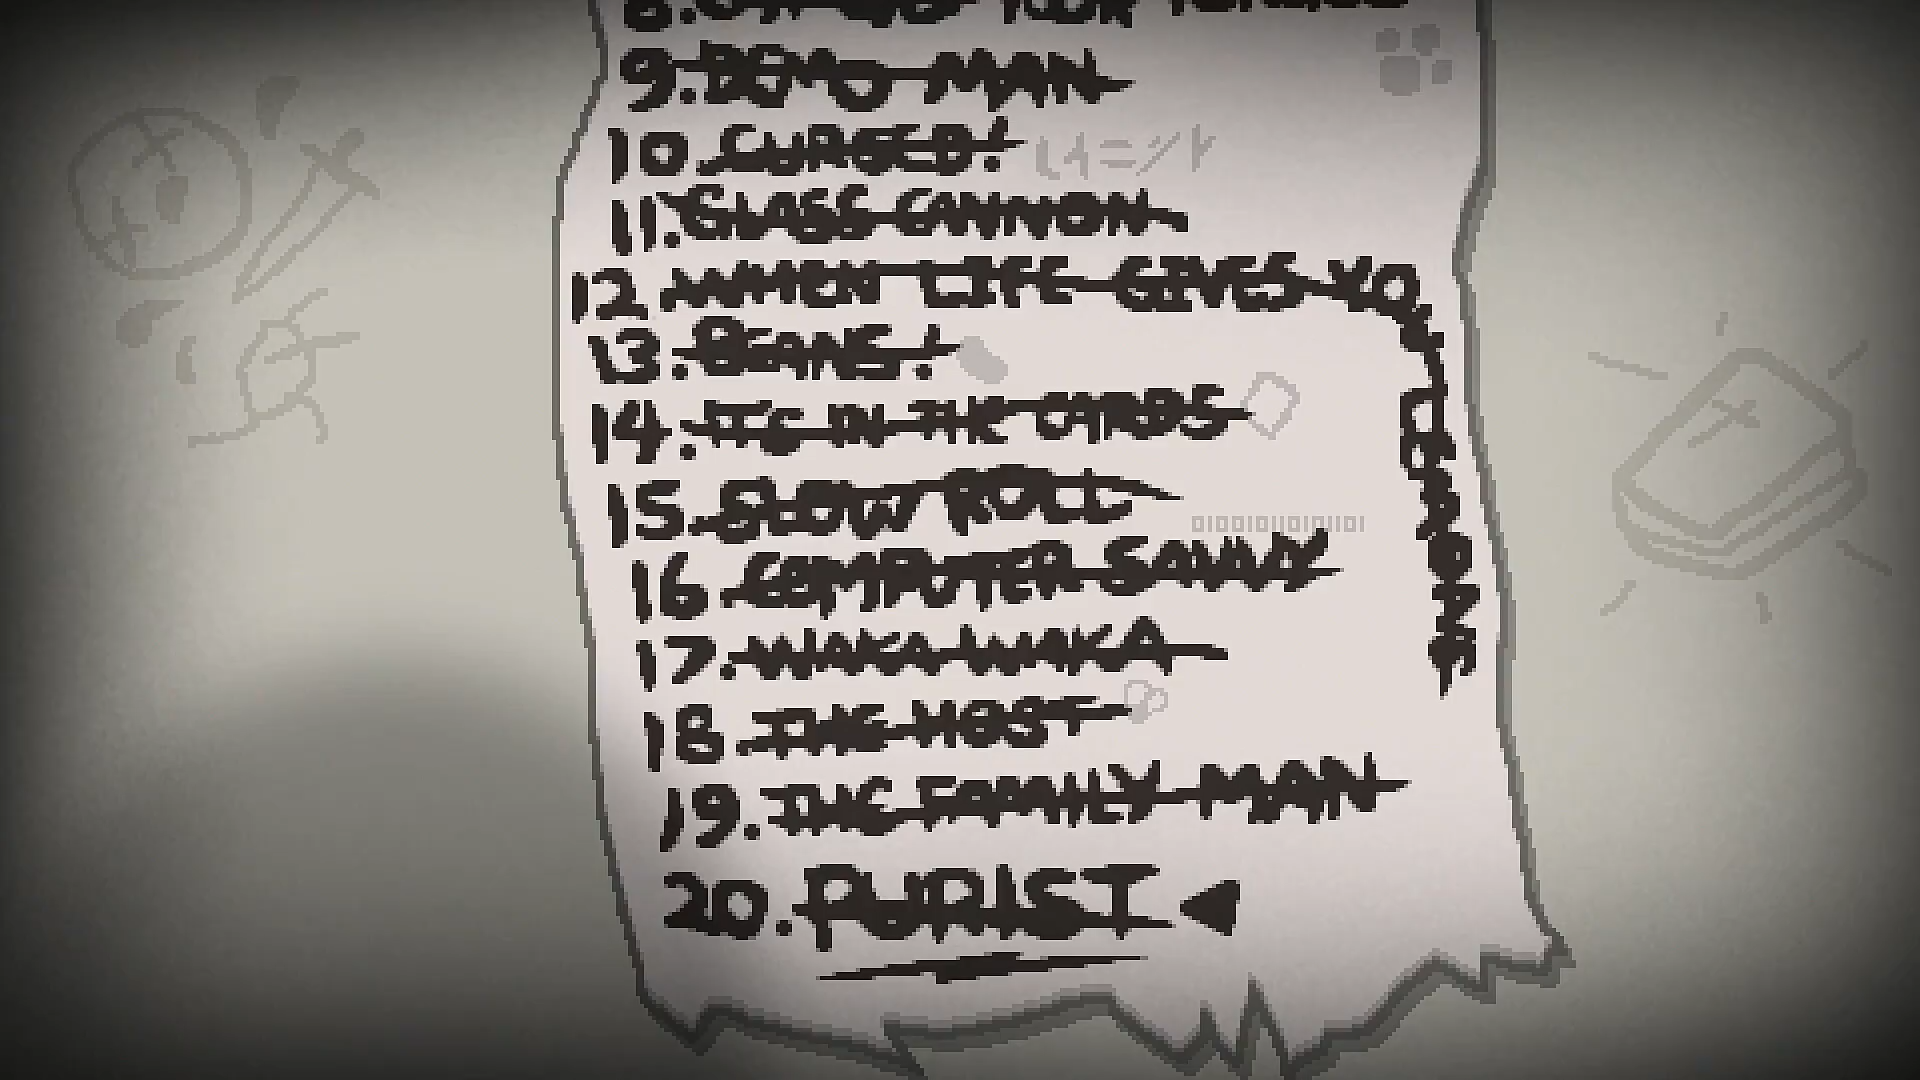 9. DEMO MAN
10. CURSED!
11. GLASS CANNON
12. WHEN LIFE GIVES YOU LEMONS
13. BEANS!
14. IT'S IN THE CARDS
15. SLOW ROLL
16. COMPUTER SAVVY
17. WAKA WAKA
18. THE HOST
19. THE FAMILY MAN
20. PURIST